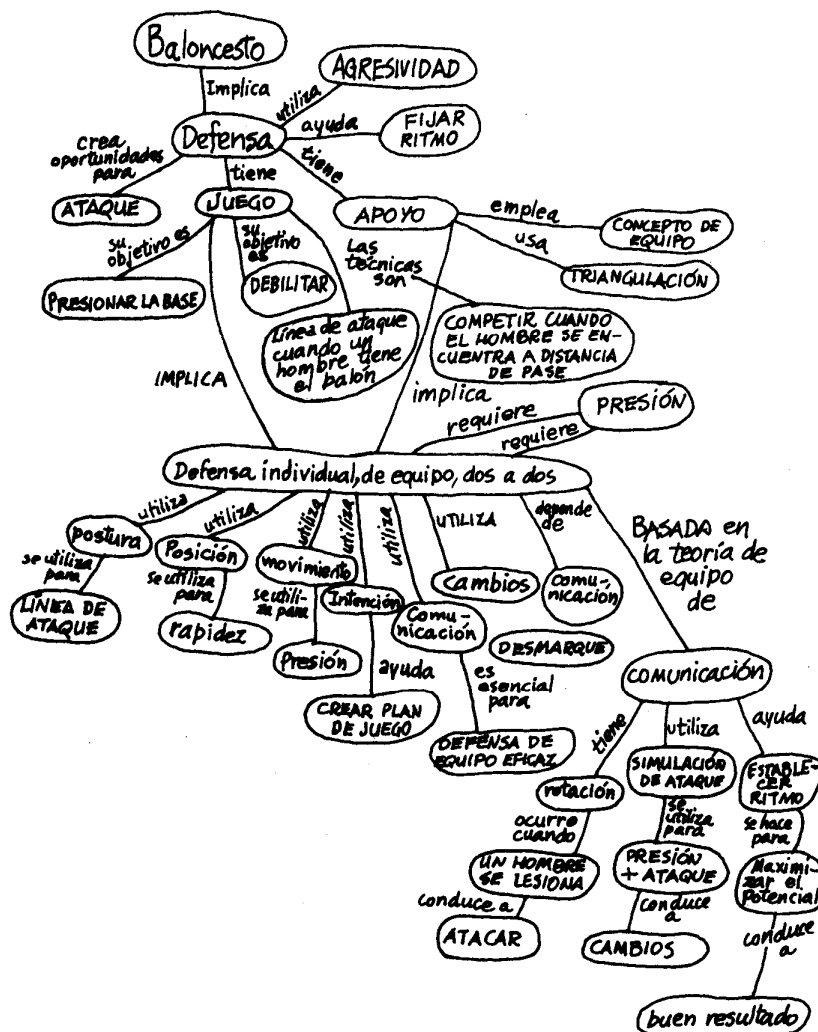 Baloncesto
Implica
utiliza
AGRESIVIDAD
Defensa
ayuda
FIJAR
RITMO
crea
oportunidades
para
tiene
tiene
ATAQUE
JUEGO
APOYO
emplea
CONCEPTO DE
EQUIPO
usa
TRIANGULACIÓN
su
objetivo es
su
objetivo
es
Las
técnicas
son
PRESIONAR LA BASE
DEBILITAR
Línea de ataque
cuando un
hombre tiene
el balón
COMPETIR CUANDO
EL HOMBRE SE EN-
CUENTRA A DISTANCIA
DE PASE
IMPLICA
implica
requiere
requiere
PRESIÓN
Defensa individual, de equipo, dos a dos
utiliza
utiliza
utiliza
utiliza
utiliza
UTILIZA
depende
de
BASADA en
la teoría de
equipo
de
postura
Posición
movimiento
Intención
Comu-
nicación
cambios
comu-
nicación
se utiliza
para
se utiliza
para
se utili-
za para
LÍNEA DE
ATAQUE
rapidez
Presión
ayuda
es
esencial
para
DESMARQUE
CREAR PLAN
DE JUEGO
DEFENSA DE
EQUIPO EFICAZ
COMUNICACIÓN
tiene
utiliza
ayuda
rotación
SIMULACIÓN
DE ATAQUE
ESTABLE-
CER
RITMO
ocurre
cuando
se
utiliza
para
se hace
para
UN HOMBRE
SE LESIONA
PRESIÓN
+ ATAQUE
Maximi-
zar el
potencial
conduce a
conduce
a
conduce
a
ATACAR
CAMBIOS
buen resultado